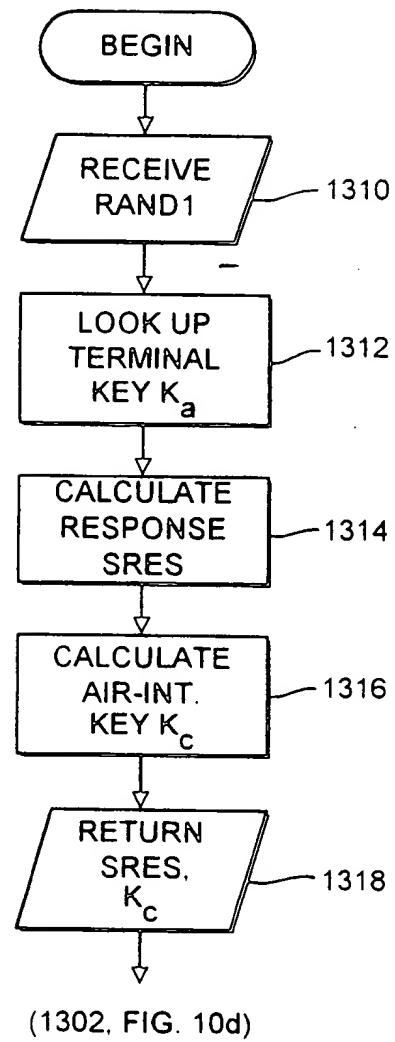 BEGIN
RECEIVE
RAND1
1310
LOOK UP
TERMINAL
KEY Ka
1312
CALCULATE
RESPONSE
SRES
1314
CALCULATE
AIR-INT.
KEY Kc
1316
RETURN
SRES,
Kc
1318
(1302, FIG. 10d)